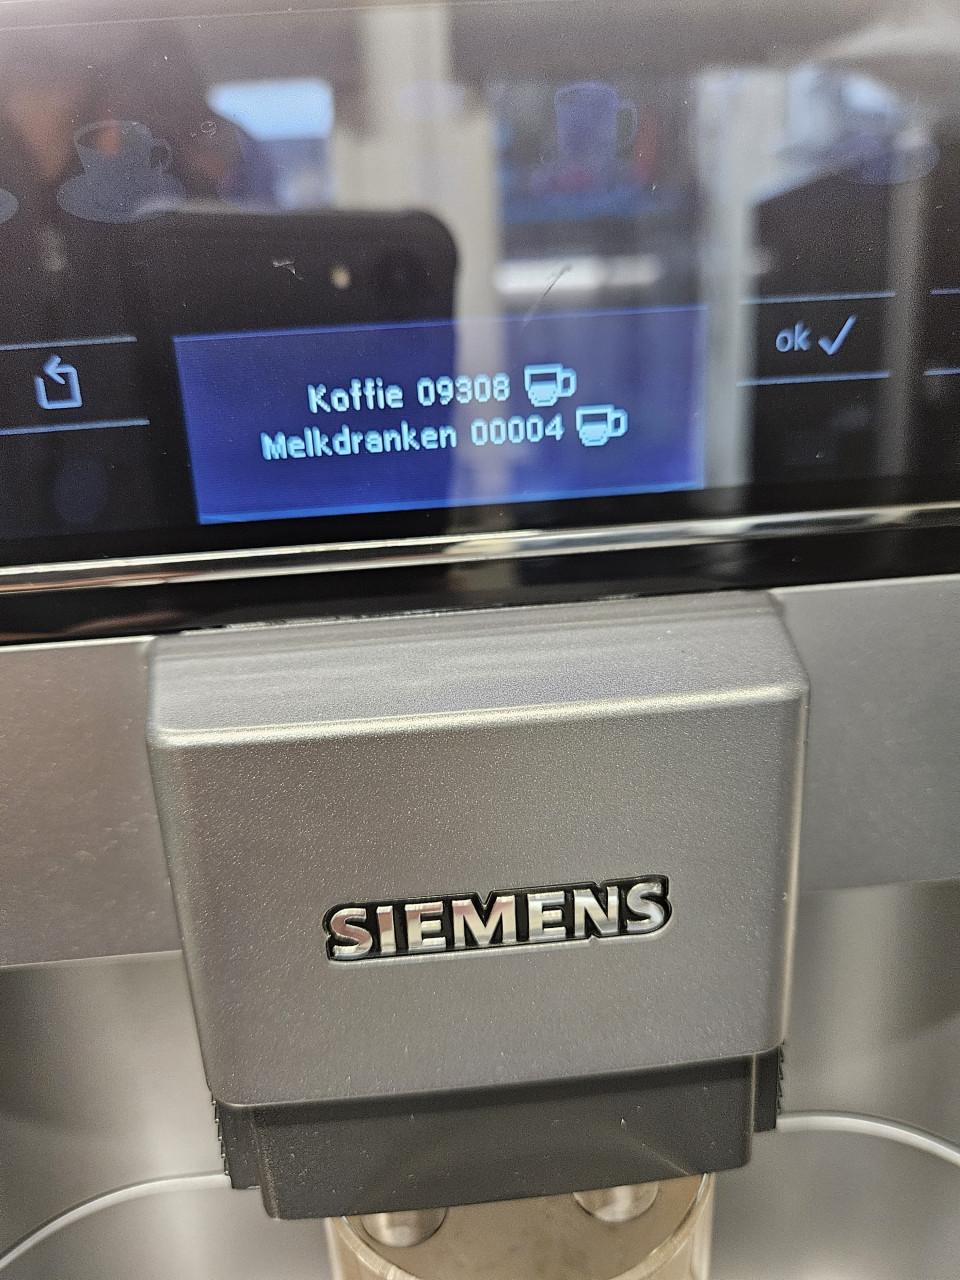 ok
Koffie 09308
Melkdranken 00004
SIEMENS